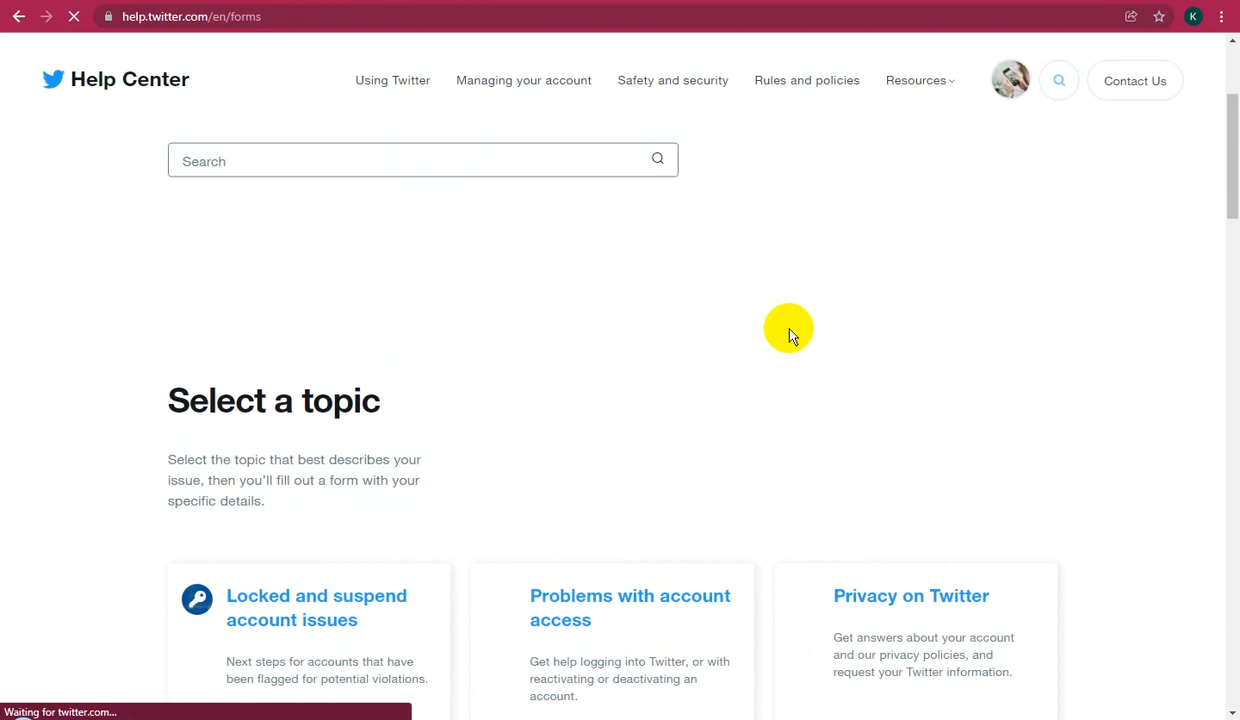 help.twitter.com/en/forms
K
Help Center
Using Twitter
Managing your account
Safety and security
Rules and policies
Resources
Contact Us
Search
Select a topic
Select the topic that best describes your
issue, then you'll fill out a form with your
specific details.
Locked and suspend
account issues
Next steps for accounts that have
been flagged for potential violations.
Problems with account
access
Get help logging into Twitter, or with
reactivating or deactivating an
account.
Privacy on Twitter
Get answers about your account
and our privacy policies, and
request your Twitter information.
Waiting for twitter.com...